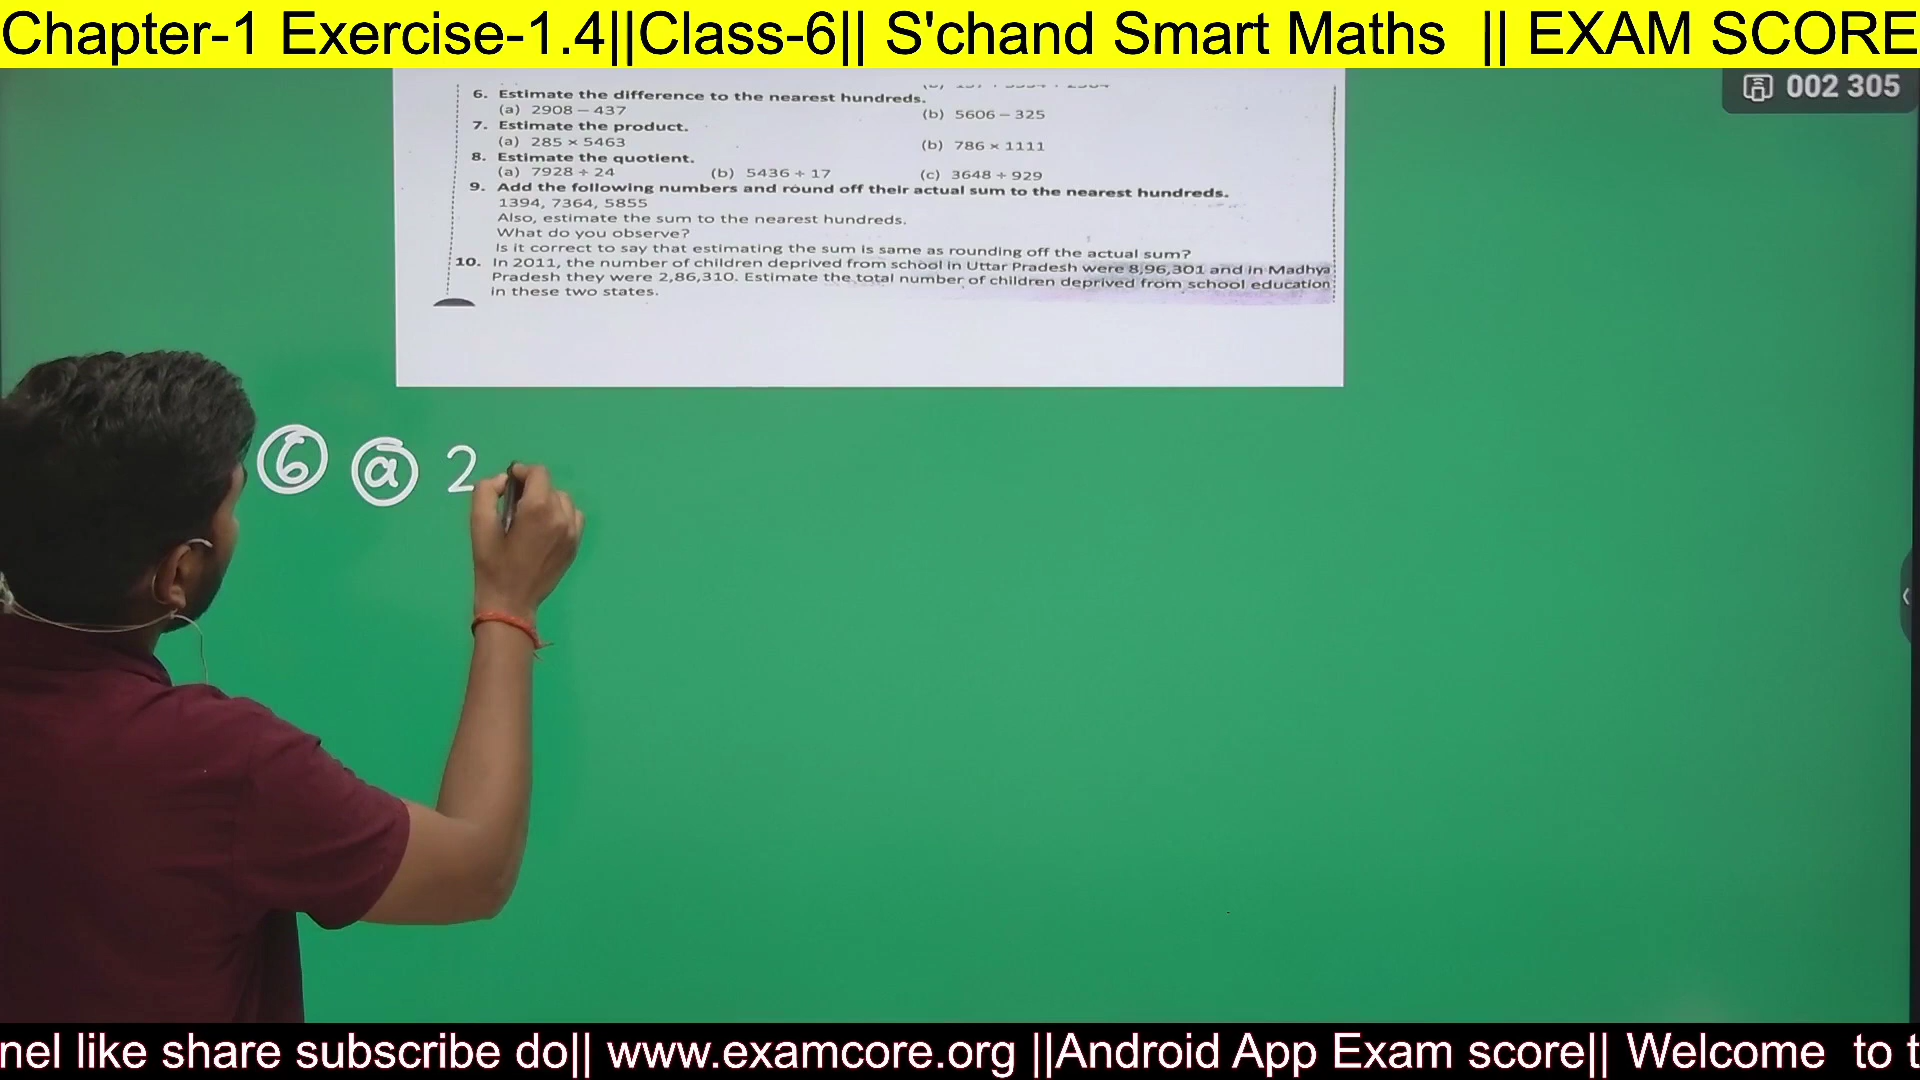 Chapter-1 Exercise-1.4||Class-6|| S'chand Smart Maths || EXAM SCORE
002 305
6. Estimate the difference to the nearest hundreds.
(a) 2908 – 437 (b) 5606 – 325
7. Estimate the product.
(a) 285 × 5463 (b) 786 × 1111
8. Estimate the quotient.
(a) 7928 ÷ 24 (b) 5436 ÷ 17 (c) 3648 ÷ 929
9. Add the following numbers and round off their actual sum to the nearest hundreds.
1394, 7364, 5855
Also, estimate the sum to the nearest hundreds.
What do you observe?
Is it correct to say that estimating the sum is same as rounding off the actual sum?
10. In 2011, the number of children deprived from school in Uttar Pradesh were 8,96,301 and in Madhya
Pradesh they were 2,86,310. Estimate the total number of children deprived from school education
in these two states.
6 a 2
nel like share subscribe do|| www.examcore.org ||Android App Exam score|| Welcome to t